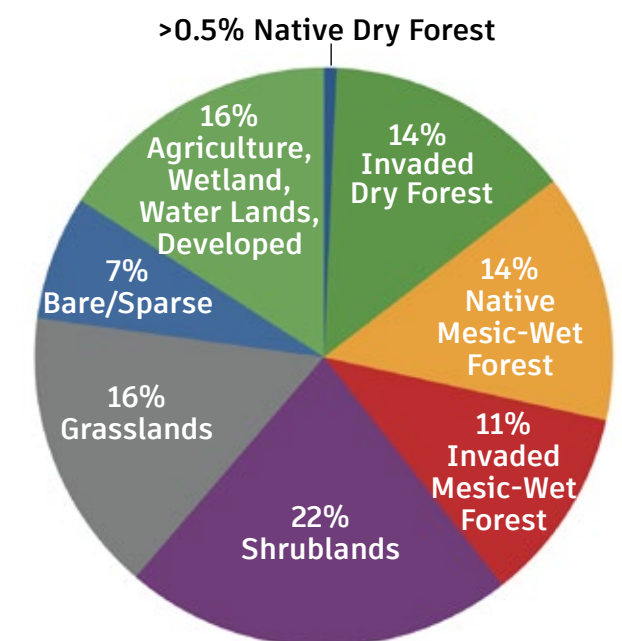 >0.5% Native Dry Forest
16%
Agriculture,
Wetland,
Water Lands,
Developed
14%
Invaded
Dry Forest
7%
Bare/Sparse
14%
Native
Mesic-Wet
Forest
16%
Grasslands
11%
Invaded
Mesic-Wet
Forest
22%
Shrublands